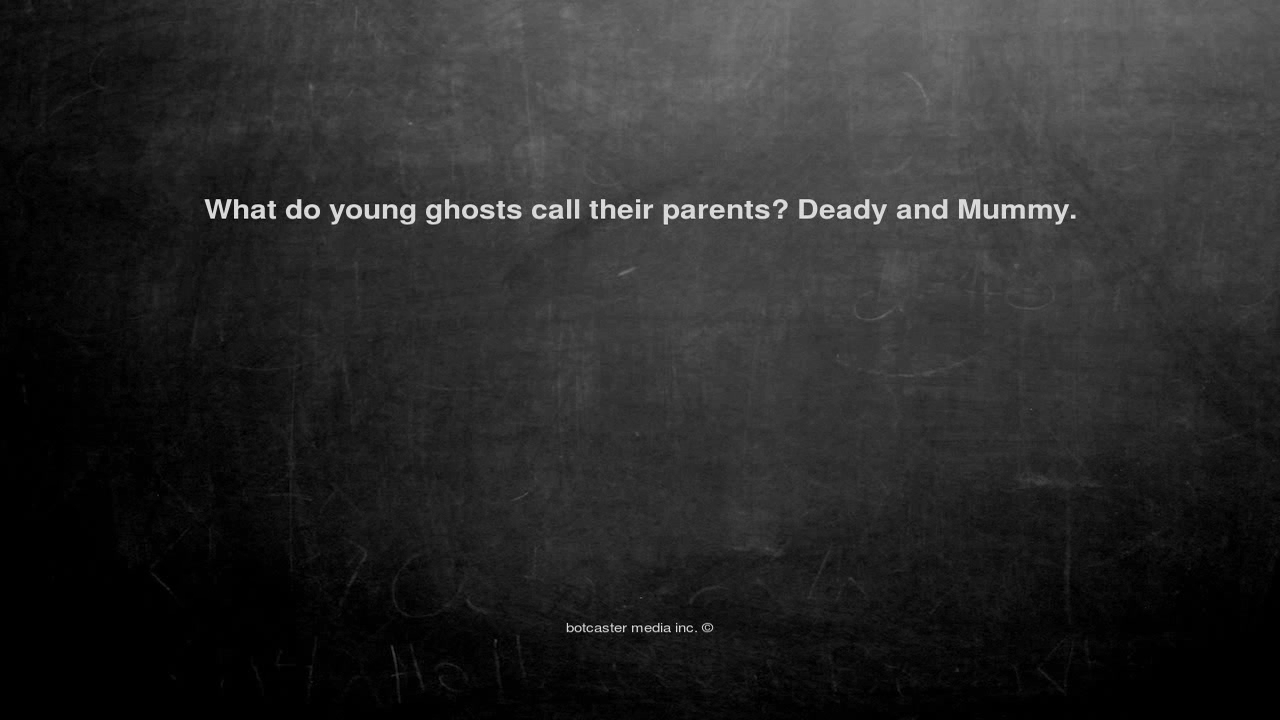 What do young ghosts call their parents? Deady and Mummy.
botcaster media inc. ©